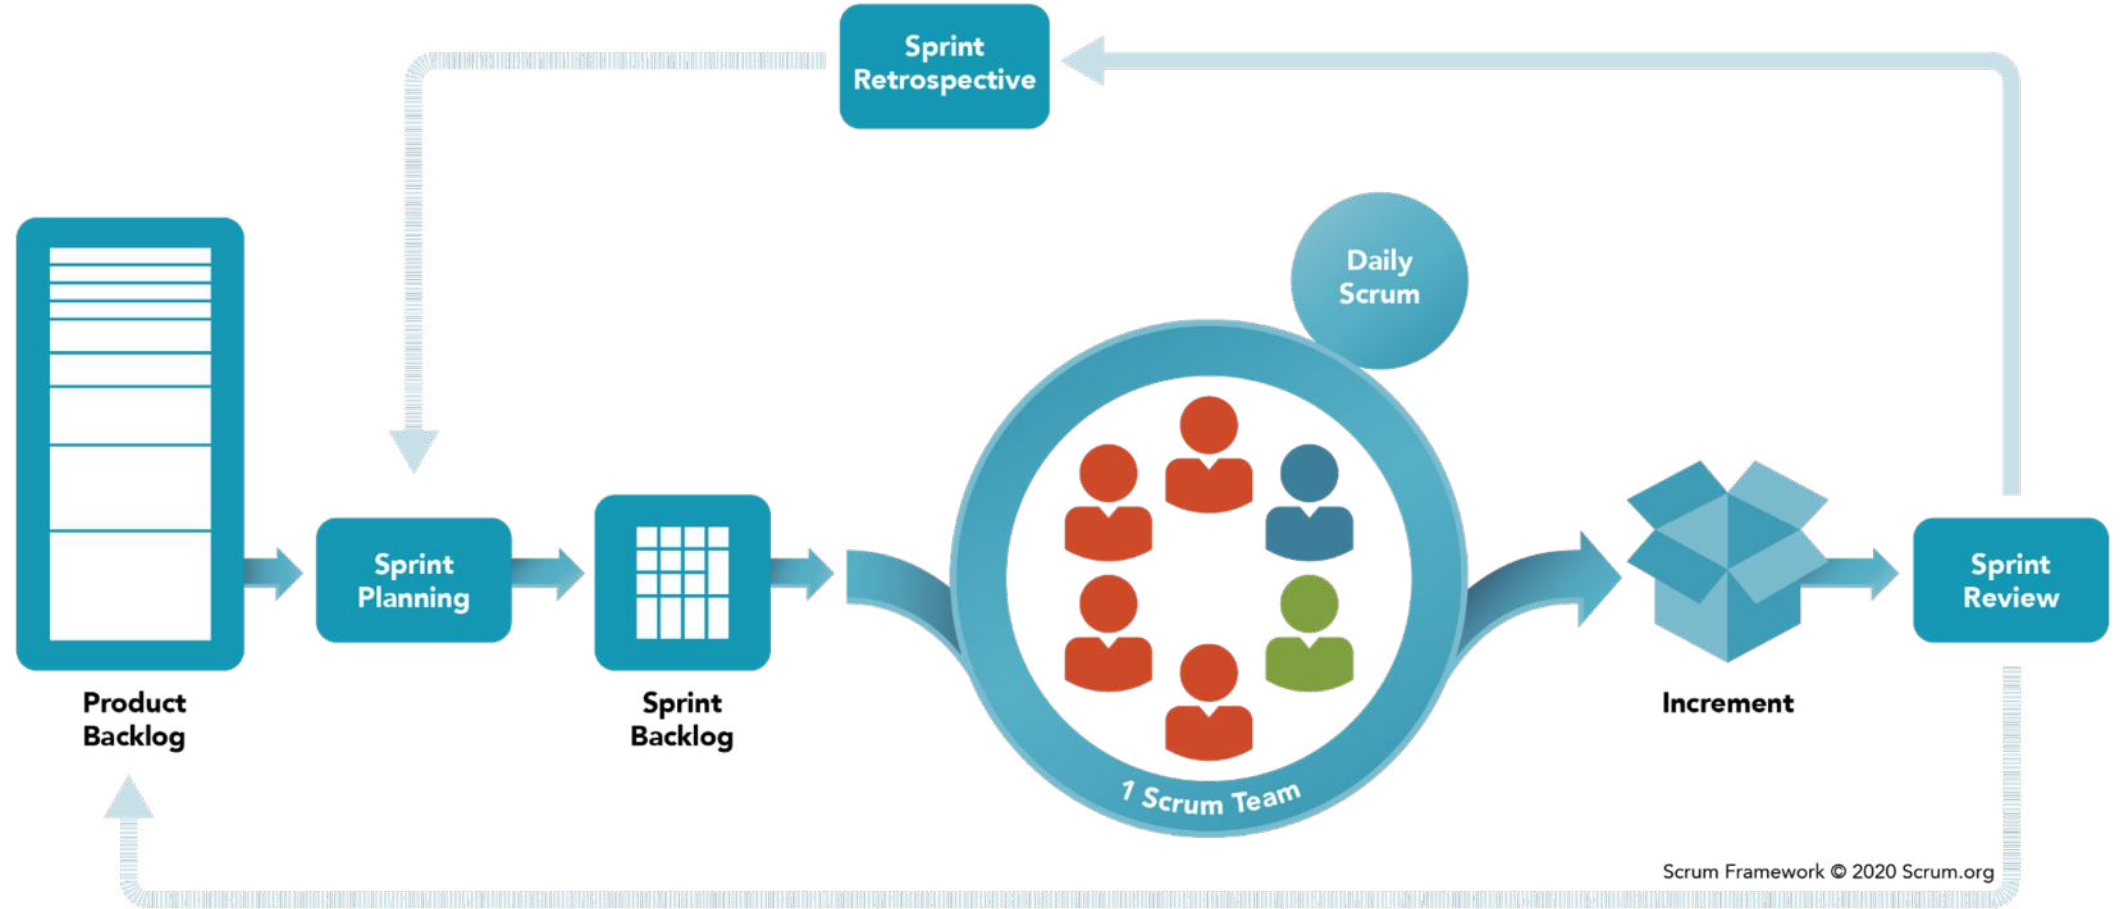 Sprint
Retrospective
Daily
Scrum
Sprint
Planning
Sprint
Review
Product
Backlog
Sprint
Backlog
Increment
1 Scrum Team
Scrum Framework © 2020 Scrum.org